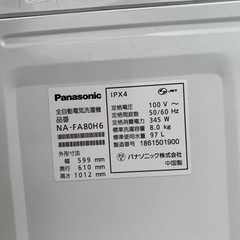 Panasonic
全自動電気洗濯機
品番
NA-FA80H6
幅 599 mm
奥行 610 mm
高さ 1012 mm
IPX4
JET
定格電圧 100 V ～
定格周波数 50/60 Hz
定格消費電力 345 W
標準洗濯容量 8.0 kg
標準使用水量 97 L
製造番号 1861501900
パナソニック株式会社
中国製